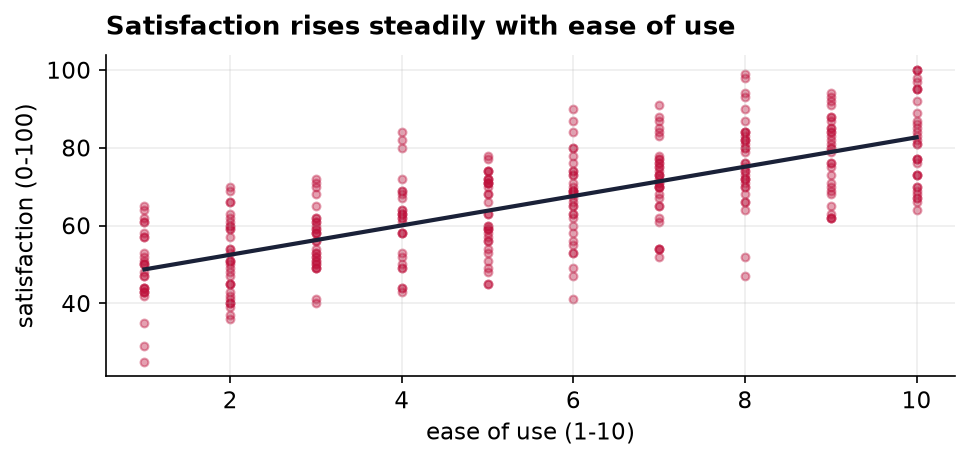 Satisfaction rises steadily with ease of use
satisfaction (0-100)
100
80
60
40
2 4 6 8 10
ease of use (1-10)